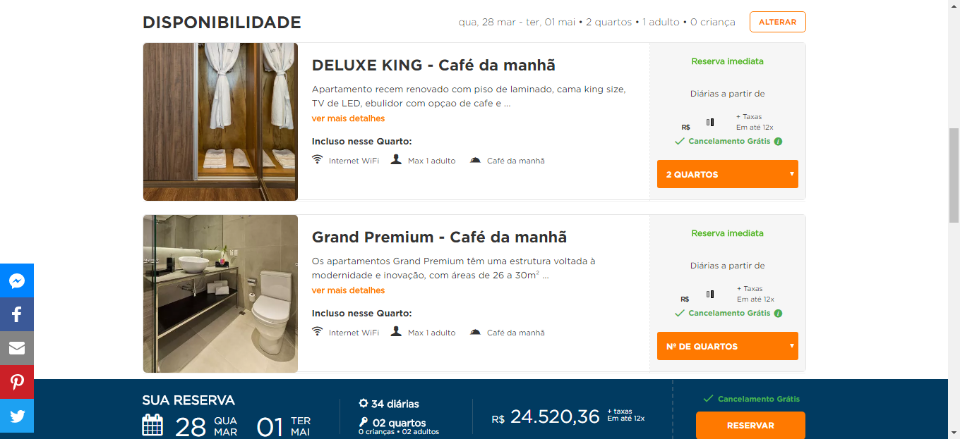 DISPONIBILIDADE
qua, 28 mar - ter, 01 mai • 2 quartos • 1 adulto • 0 criança
ALTERAR
DELUXE KING - Café da manhã
Apartamento recem renovado com piso de laminado, cama king size,
TV de LED, ebulidor com opçao de cafe e ...
ver mais detalhes
Incluso nesse Quarto:
Internet WiFi
Max 1 adulto
Café da manhã
Reserva imediata
Diárias a partir de
R$
+ Taxas
Em até 12x
Cancelamento Grátis
2 QUARTOS
Grand Premium - Café da manhã
Os apartamentos Grand Premium têm uma estrutura voltada à
modernidade e inovação, com áreas de 26 a 30m² ...
ver mais detalhes
Incluso nesse Quarto:
Internet WiFi
Max 1 adulto
Café da manhã
Reserva imediata
Diárias a partir de
R$
+ Taxas
Em até 12x
Cancelamento Grátis
Nº DE QUARTOS
SUA RESERVA
28 QUA MAR
01 TER MAI
34 diárias
02 quartos
0 crianças • 02 adultos
R$ 24.520,36
+ taxas
Em até 12x
Cancelamento Grátis
RESERVAR